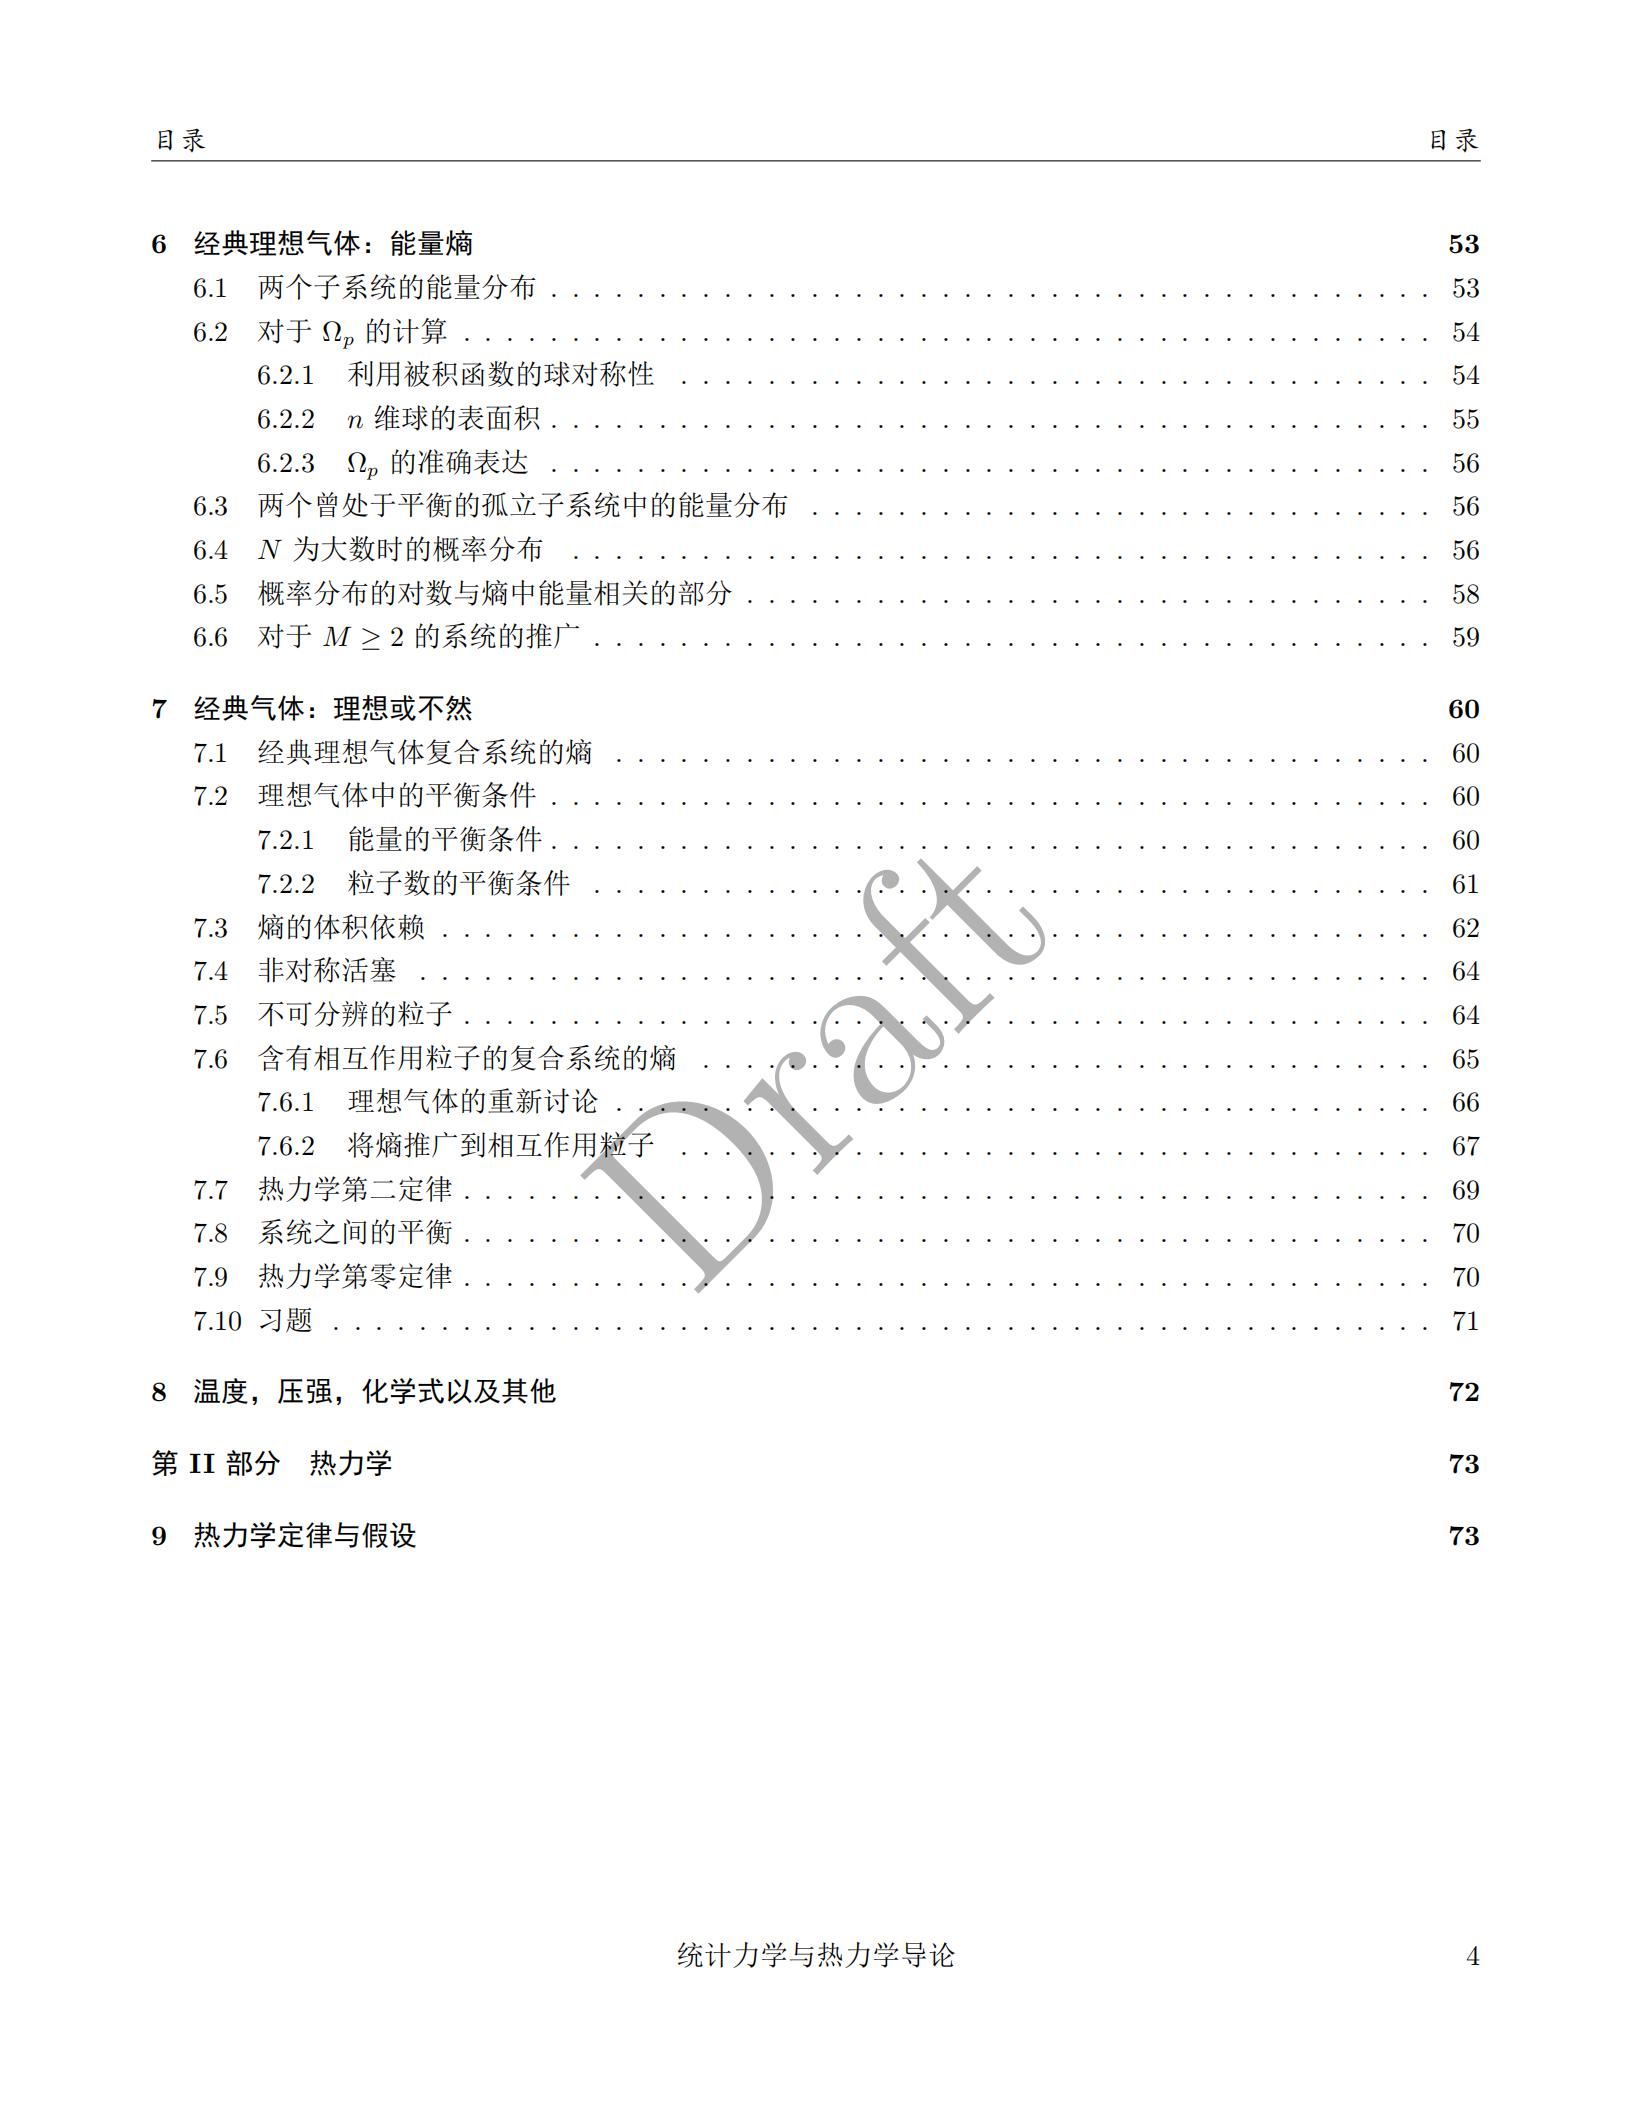 目录 目录
6 经典理想气体：能量熵 53
6.1 两个子系统的能量分布 . . . . . . . . . . . . . . . . . . . . 53
6.2 对于 Ωp 的计算 . . . . . . . . . . . . . . . . . . . . 54
6.2.1 利用被积函数的球对称性 . . . . . . . . . . . . . . . . . . . . 54
6.2.2 n 维球的表面积 . . . . . . . . . . . . . . . . . . . . 55
6.2.3 Ωp 的准确表达 . . . . . . . . . . . . . . . . . . . . 56
6.3 两个曾处于平衡的孤立子系统中的能量分布 . . . . . . . . . . . . . . . . . . . . 56
6.4 N 为大数时的概率分布 . . . . . . . . . . . . . . . . . . . . 56
6.5 概率分布的对数与熵中能量相关的部分 . . . . . . . . . . . . . . . . . . . . 58
6.6 对于 M ≥ 2 的系统的推广 . . . . . . . . . . . . . . . . . . . . 59
7 经典气体：理想或不然 60
7.1 经典理想气体复合系统的熵 . . . . . . . . . . . . . . . . . . . . 60
7.2 理想气体中的平衡条件 . . . . . . . . . . . . . . . . . . . . 60
7.2.1 能量的平衡条件 . . . . . . . . . . . . . . . . . . . . 60
7.2.2 粒子数的平衡条件 . . . . . . . . . . . . . . . . . . . . 61
7.3 熵的体积依赖 . . . . . . . . . . . . . . . . . . . . 62
7.4 非对称活塞 . . . . . . . . . . . . . . . . . . . . 64
7.5 不可分辨的粒子 . . . . . . . . . . . . . . . . . . . . 64
7.6 含有相互作用粒子的复合系统的熵 . . . . . . . . . . . . . . . . . . . . 65
7.6.1 理想气体的重新讨论 . . . . . . . . . . . . . . . . . . . . 66
7.6.2 将熵推广到相互作用粒子 . . . . . . . . . . . . . . . . . . . . 67
7.7 热力学第二定律 . . . . . . . . . . . . . . . . . . . . 69
7.8 系统之间的平衡 . . . . . . . . . . . . . . . . . . . . 70
7.9 热力学第零定律 . . . . . . . . . . . . . . . . . . . . 70
7.10 习题 . . . . . . . . . . . . . . . . . . . . 71
8 温度，压强，化学式以及其他 72
第 II 部分 热力学 73
9 热力学定律与假设 73
Draft
统计力学与热力学导论 4